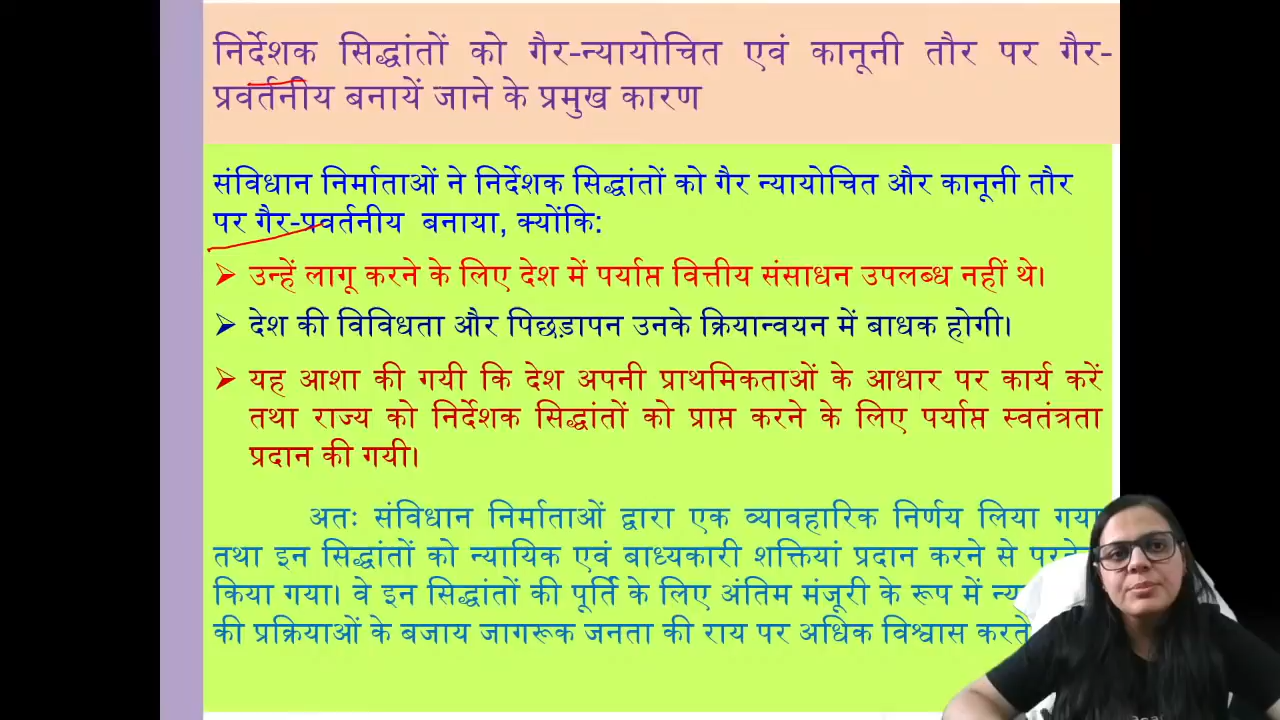 निर्देशक सिद्धांतों को गैर-न्यायोचित एवं कानूनी तौर पर गैर-
प्रवर्तनीय बनायें जाने के प्रमुख कारण
संविधान निर्माताओं ने निर्देशक सिद्धांतों को गैर न्यायोचित और कानूनी तौर
पर गैर-प्रवर्तनीय बनाया, क्योंकि:
➢ उन्हें लागू करने के लिए देश में पर्याप्त वित्तीय संसाधन उपलब्ध नहीं थे।
➢ देश की विविधता और पिछड़ापन उनके क्रियान्वयन में बाधक होगी।
➢ यह आशा की गयी कि देश अपनी प्राथमिकताओं के आधार पर कार्य करें
तथा राज्य को निर्देशक सिद्धांतों को प्राप्त करने के लिए पर्याप्त स्वतंत्रता
प्रदान की गयी।
अतः संविधान निर्माताओं द्वारा एक व्यावहारिक निर्णय लिया गया
तथा इन सिद्धांतों को न्यायिक एवं बाध्यकारी शक्तियां प्रदान करने से
किया गया। वे इन सिद्धांतों की पूर्ति के लिए अंतिम मंजूरी के रूप में
की प्रक्रियाओं के बजाय जागरूक जनता की राय पर अधिक विश्वास करते